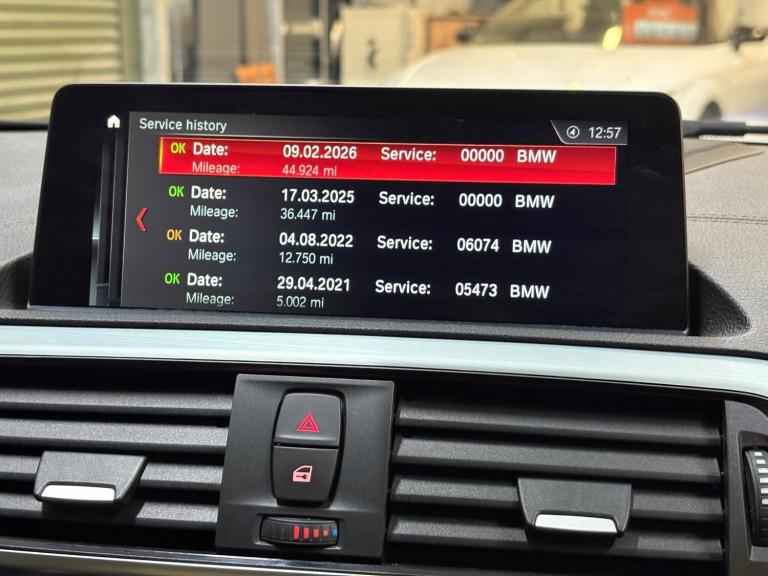 Service history 12:57
OK Date: 09.02.2026 Service: 00000 BMW
Mileage: 44.924 mi
OK Date: 17.03.2025 Service: 00000 BMW
Mileage: 36.447 mi
OK Date: 04.08.2022 Service: 06074 BMW
Mileage: 12.750 mi
OK Date: 29.04.2021 Service: 05473 BMW
Mileage: 5.002 mi